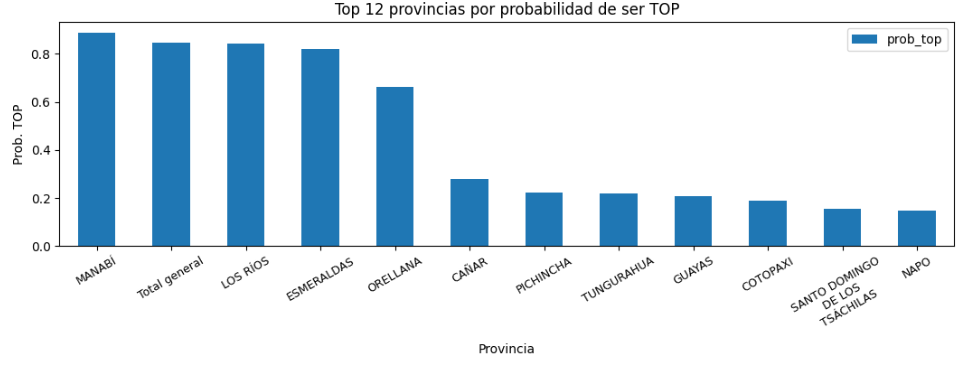 Top 12 provincias por probabilidad de ser TOP
prob_top
Prob. TOP
0.8
0.6
0.4
0.2
0.0
MANABÍ
Total general
LOS RÍOS
ESMERALDAS
ORELLANA
CAÑAR
PICHINCHA
TUNGURAHUA
GUAYAS
COTOPAXI
SANTO DOMINGO
DE LOS
TSÁCHILAS
NAPO
Provincia